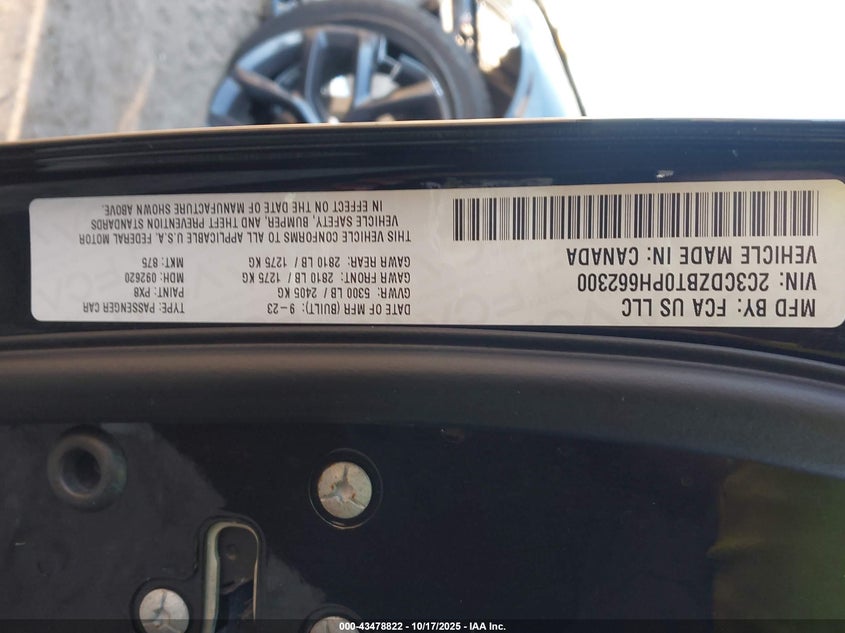 MFD BY: FCA US LLC
VIN: 2C3CDZBT0PH662300
VEHICLE MADE IN: CANADA
DATE OF MFR (BUILT): 9-23
GVWR: 5300 LB / 2405 KG
GAWR FRONT: 2810 LB / 1275 KG
GAWR REAR: 2810 LB / 1275 KG
TYPE: PASSENGER CAR
PAINT: PX8
MDH: 092620
MKT: 875
THIS VEHICLE CONFORMS TO ALL APPLICABLE U.S.A. FEDERAL MOTOR
VEHICLE SAFETY, BUMPER, AND THEFT PREVENTION STANDARDS
IN EFFECT ON THE DATE OF MANUFACTURE SHOWN ABOVE.
000-43478822 - 10/17/2025 - IAA Inc.